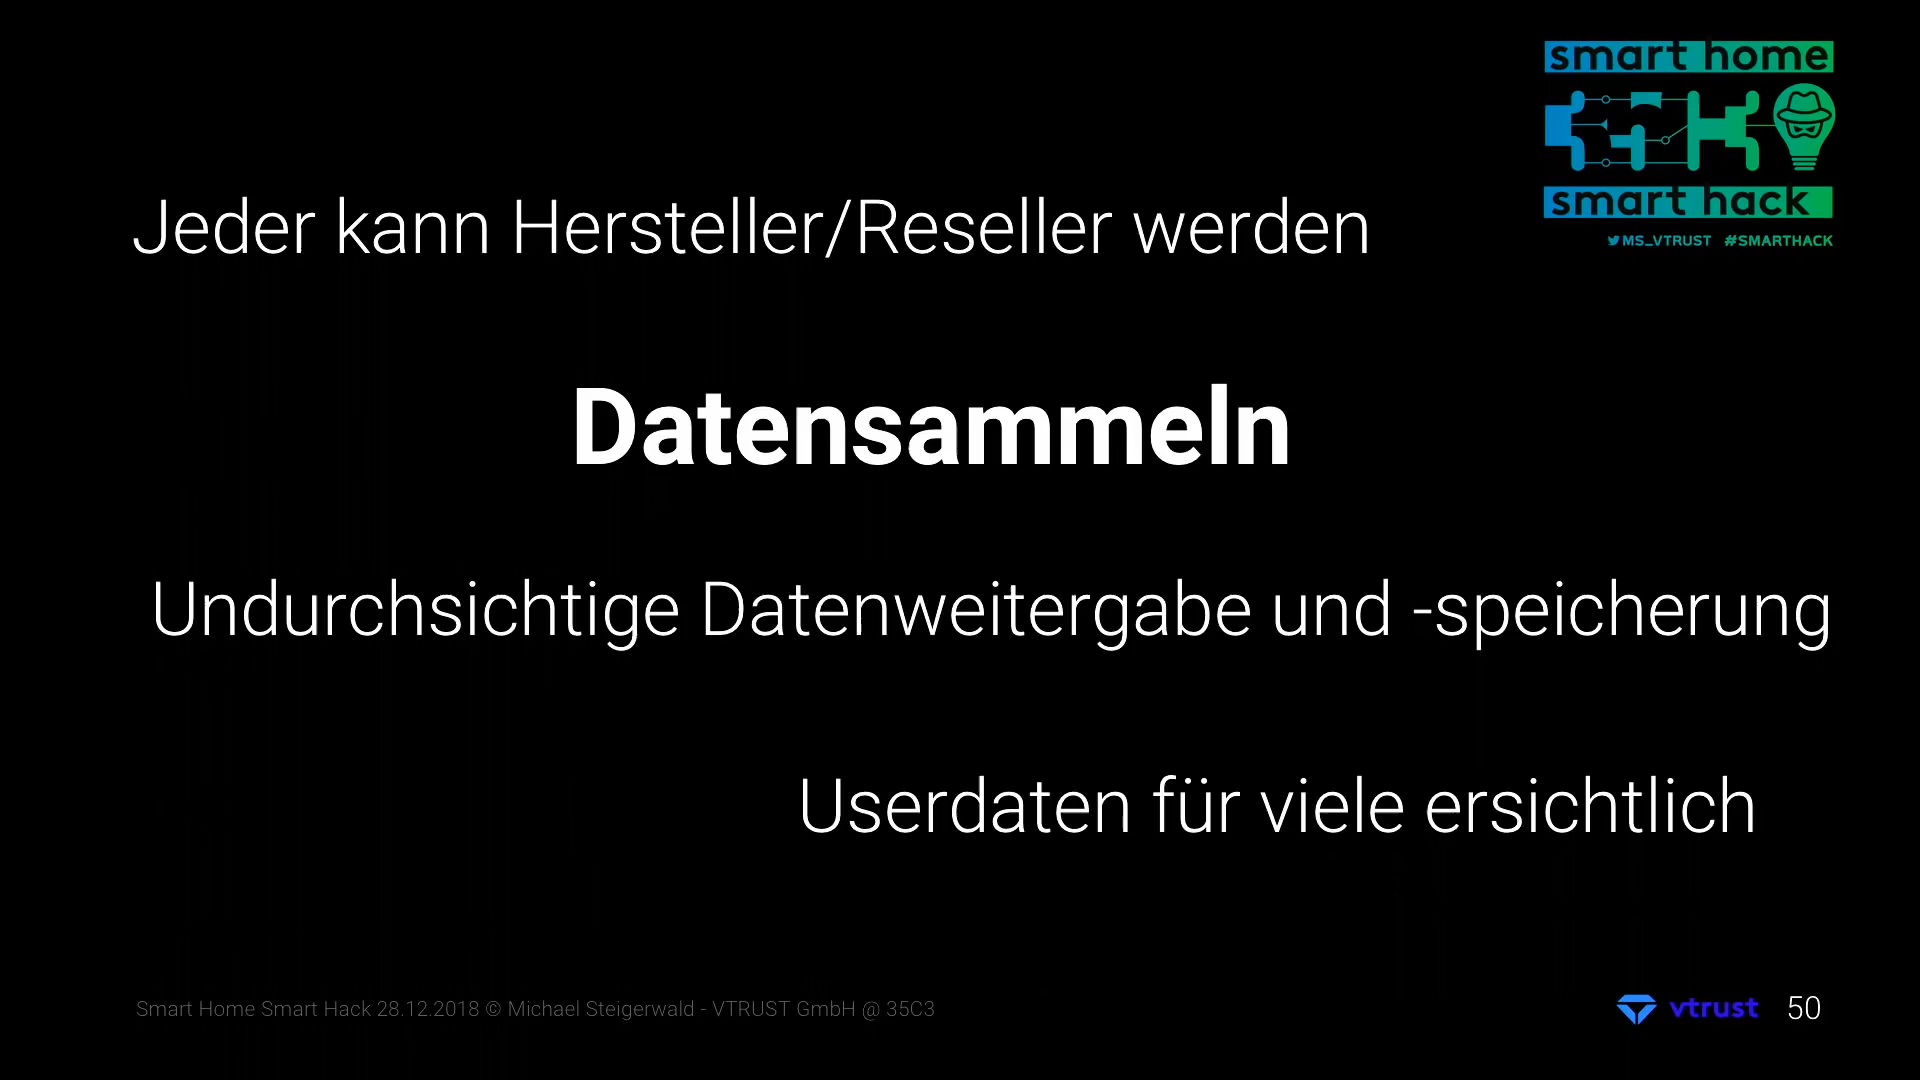 smart home
smart hack
MS_VTRUST #SMARTHACK
Jeder kann Hersteller/Reseller werden
Datensammeln
Undurchsichtige Datenweitergabe und -speicherung
Userdaten für viele ersichtlich
Smart Home Smart Hack 28.12.2018 © Michael Steigerwald - VTRUST GmbH @ 35C3
vtrust 50